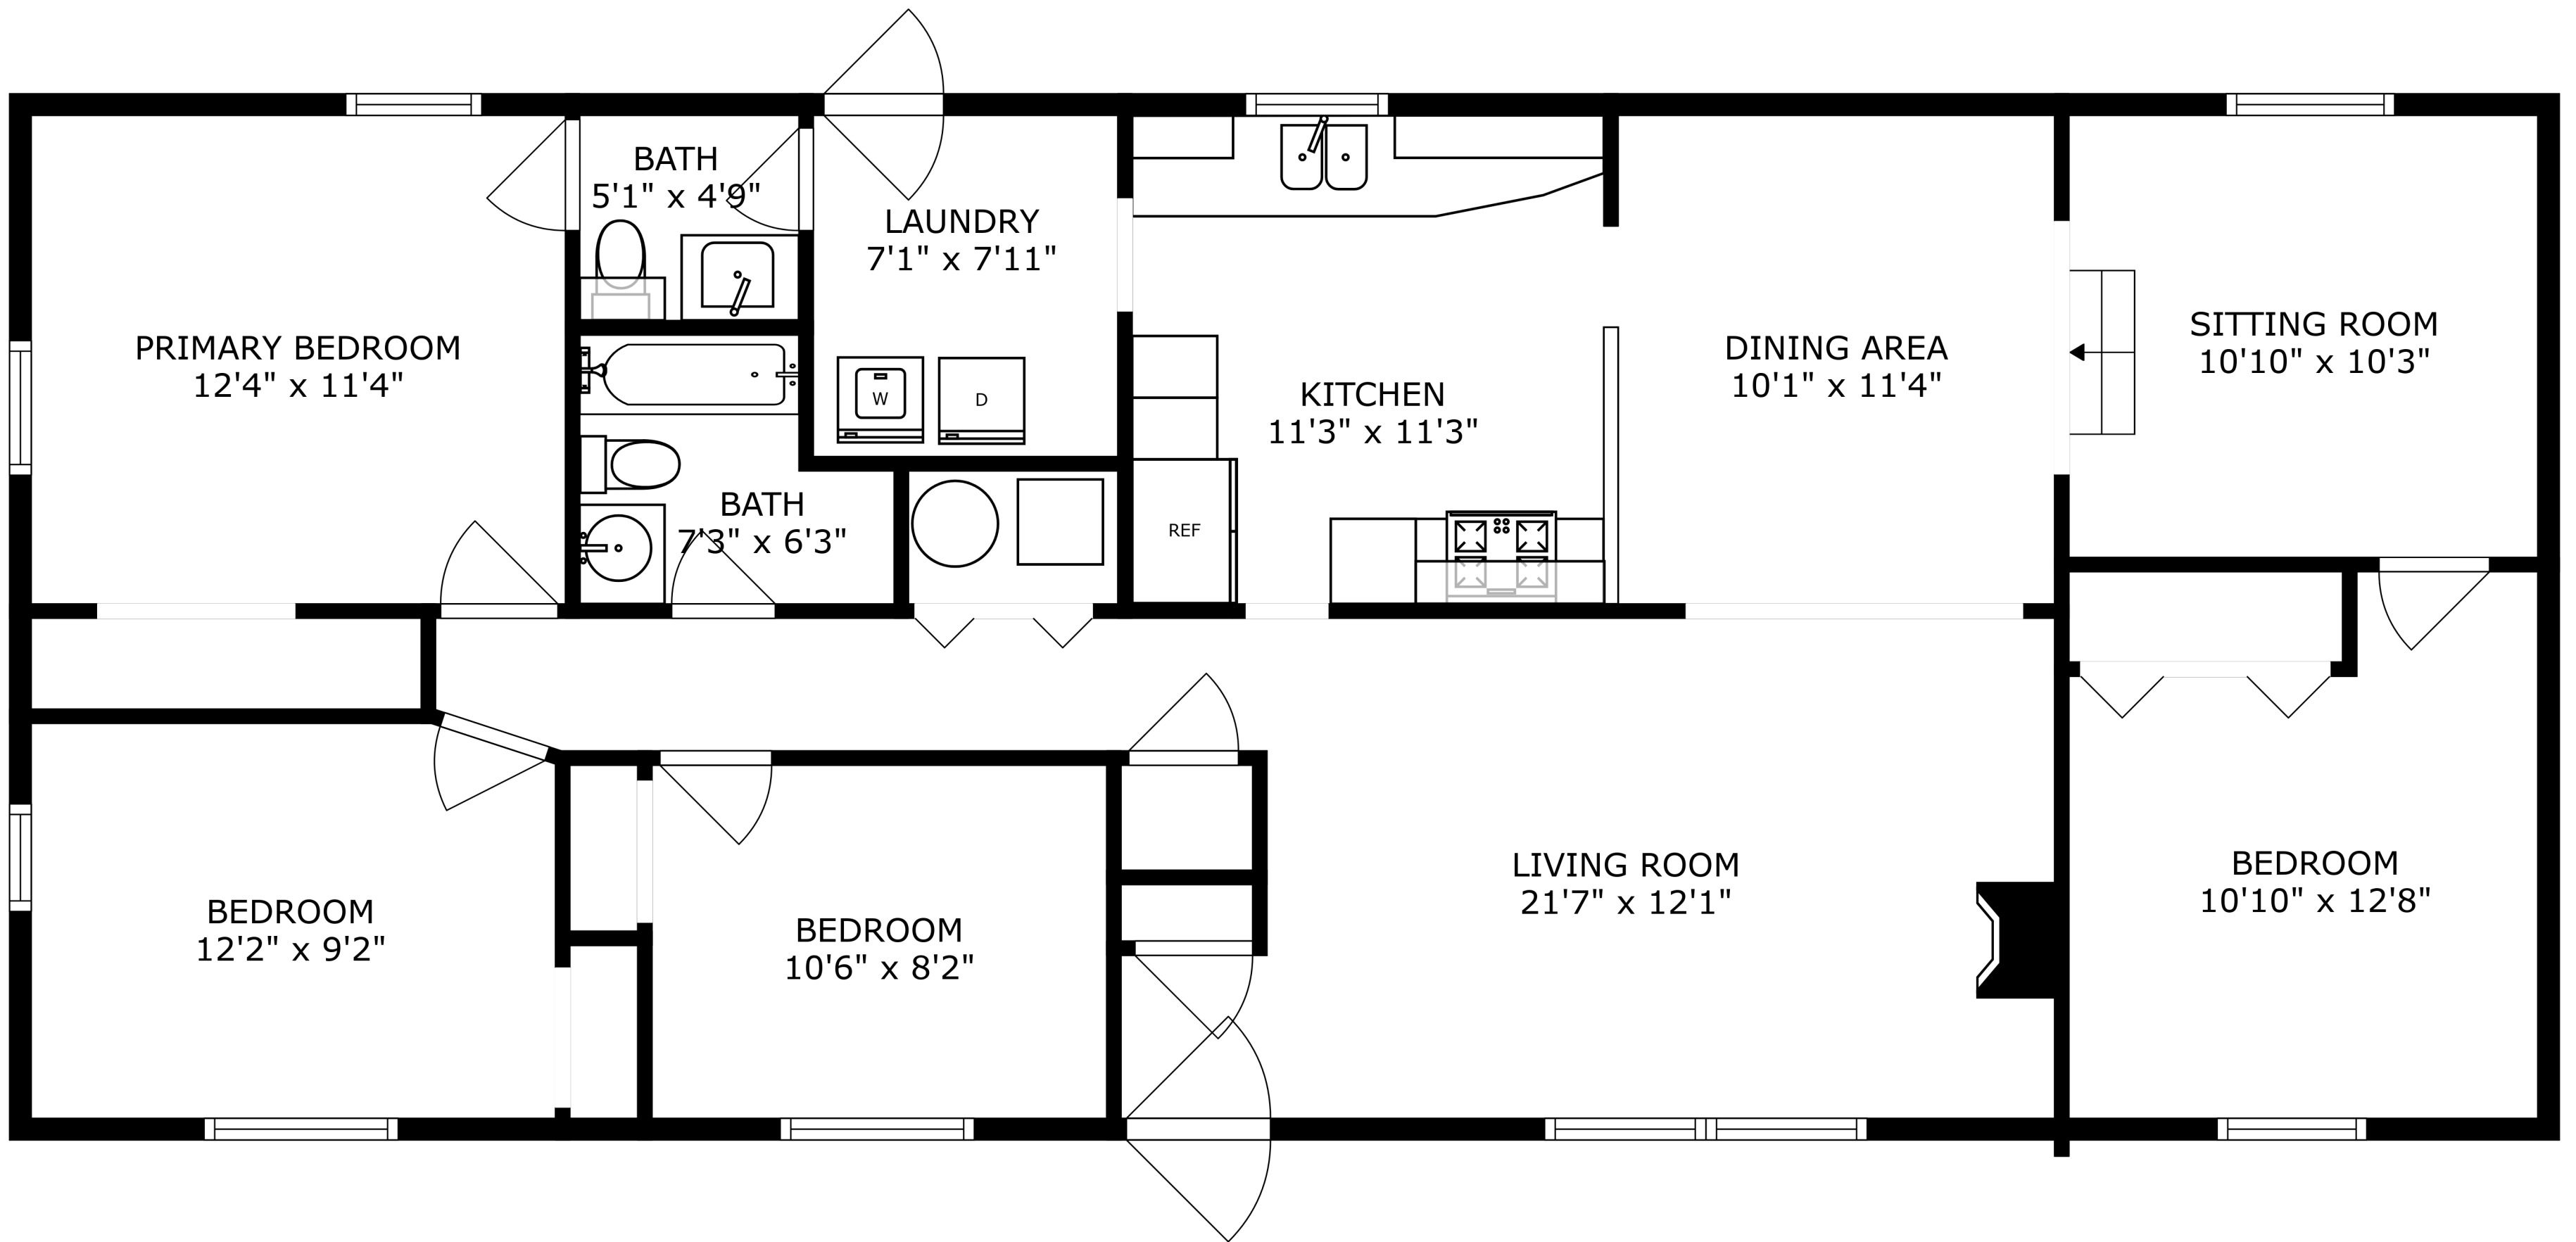 BATH
5'1" x 4'9"
LAUNDRY
7'1" x 7'11"
PRIMARY BEDROOM
12'4" x 11'4"
W
D
KITCHEN
11'3" x 11'3"
DINING AREA
10'1" x 11'4"
SITTING ROOM
10'10" x 10'3"
BATH
7'3" x 6'3"
REF
BEDROOM
12'2" x 9'2"
BEDROOM
10'6" x 8'2"
LIVING ROOM
21'7" x 12'1"
BEDROOM
10'10" x 12'8"